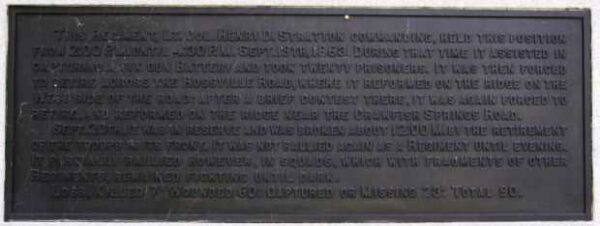 THIS REGIMENT, LT. COL. HENRY D. STRATTON COMMANDING, HELD THIS POSITION
FROM 2:00 P.M. UNTIL 4:30 P.M. SEPT. 19TH, 1863. DURING THAT TIME IT ASSISTED IN
CAPTURING A SIX GUN BATTERY AND TOOK TWENTY PRISONERS. IT WAS THEN FORCED
TO RETIRE ACROSS THE ROSSVILLE ROAD, WHERE IT REFORMED ON THE RIDGE ON THE
WEST SIDE OF THE ROAD: AFTER A BRIEF CONTEST THERE, IT WAS AGAIN FORCED TO
RETIRE, AND REFORMED ON THE RIDGE NEAR THE CRAWFISH SPRINGS ROAD.
SEPT. 20TH, IT WAS IN RESERVE AND WAS BROKEN ABOUT 12:00 M. BY THE RETIREMENT
OF THE TROOPS IN ITS FRONT. IT WAS NOT RALLIED AGAIN AS A REGIMENT UNTIL EVENING.
IT PARTIALLY RALLIED HOWEVER, IN SQUADS, WHICH WITH FRAGMENTS OF OTHER
REGIMENTS, REMAINED FIGHTING UNTIL DARK.
LOSS, KILLED 7: WOUNDED 60: CAPTURED OR MISSING 23: TOTAL 90.